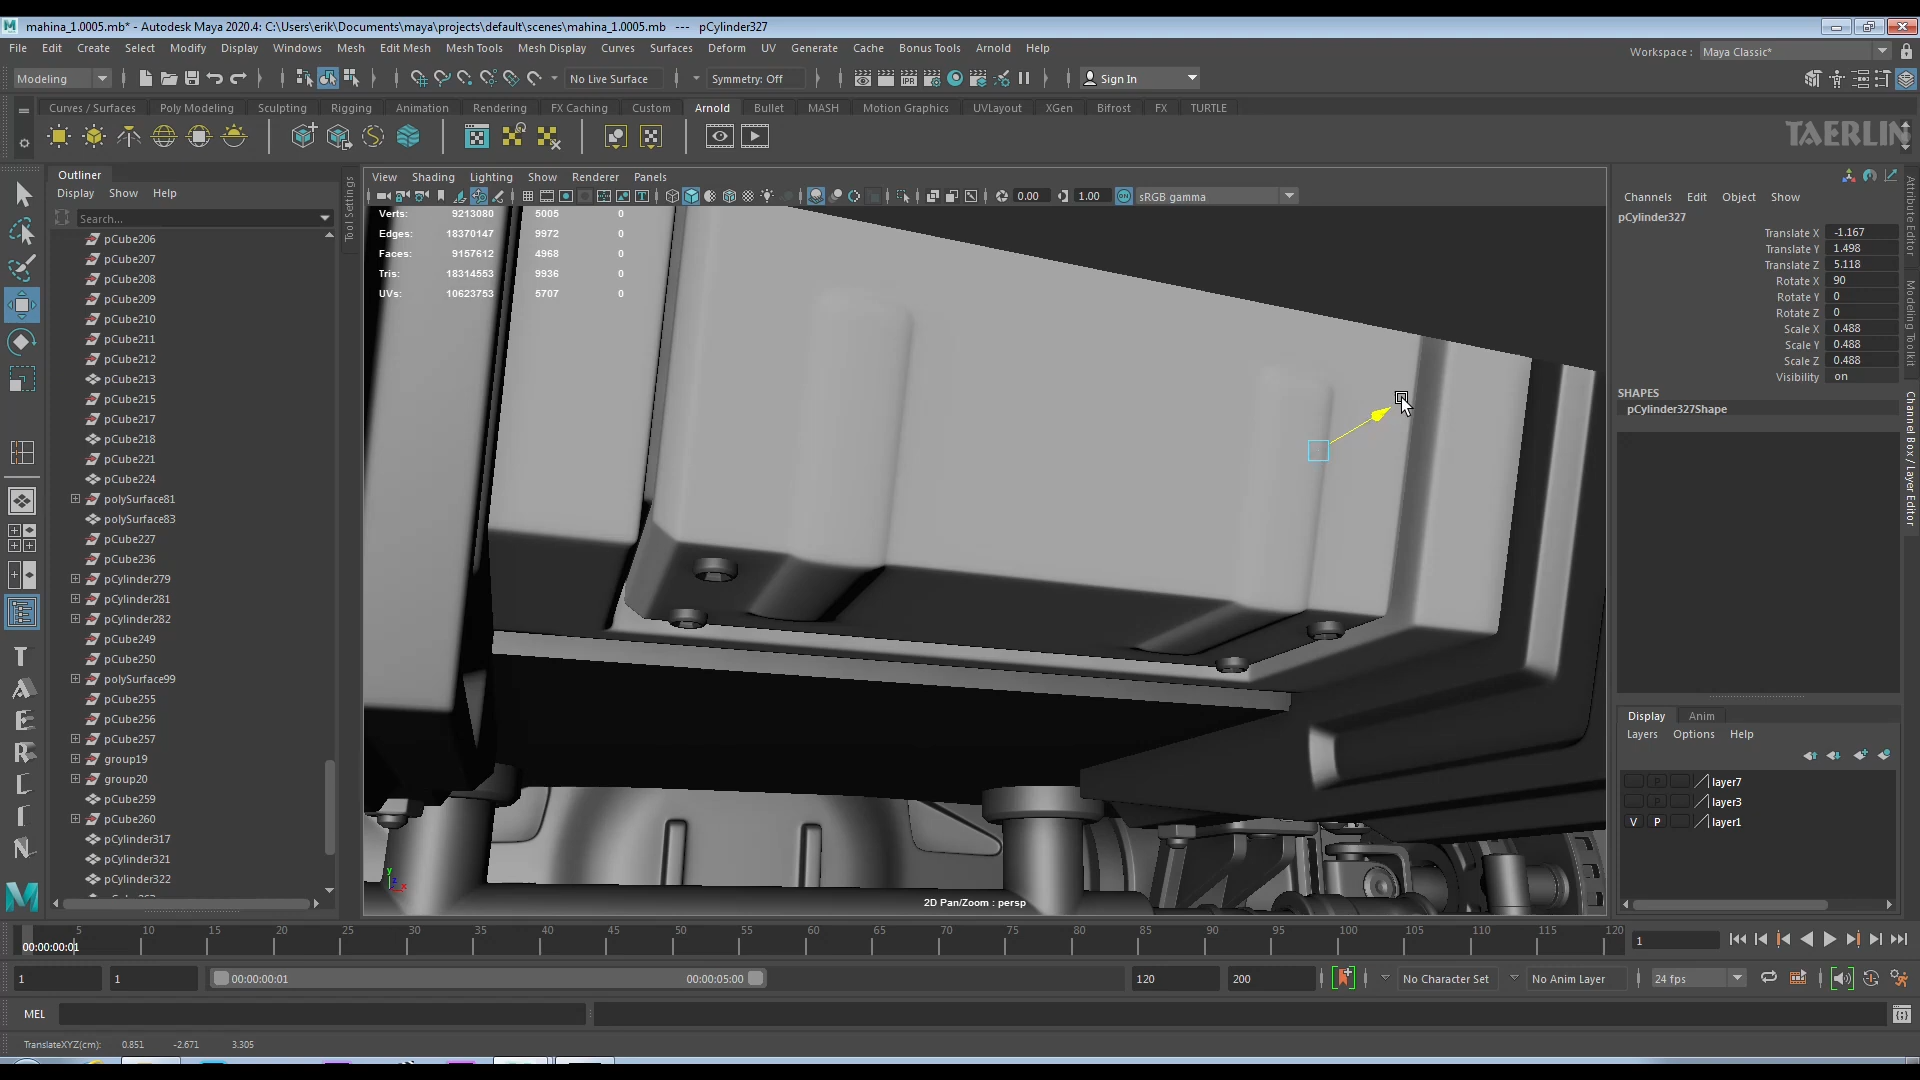 mahina_1.0005.mb* - Autodesk Maya 2020.4: C:\Users\erik\Documents\maya\projects\default\scenes\mahina_1.0005.mb --- pCylinder327
File Edit Create Select Modify Display Windows Mesh Edit Mesh Mesh Tools Mesh Display Curves Surfaces Deform UV Generate Cache Bonus Tools Arnold Help
Workspace : Maya Classic*
Modeling No Live Surface Symmetry: Off Sign In
Curves / Surfaces Poly Modeling Sculpting Rigging Animation Rendering FX Caching Custom Arnold Bullet MASH Motion Graphics UVLayout XGen Bifrost FX TURTLE
TAERLIN
Outliner
Display Show Help
Search...
pCube206
pCube207
pCube208
pCube209
pCube210
pCube211
pCube212
pCube213
pCube215
pCube217
pCube218
pCube221
pCube224
polySurface81
polySurface83
pCube227
pCube236
pCylinder279
pCylinder281
pCylinder282
pCube249
pCube250
polySurface99
pCube255
pCube256
pCube257
group19
group20
pCube259
pCube260
pCylinder317
pCylinder321
pCylinder322
Tool Settings
View Shading Lighting Show Renderer Panels
0.00 1.00 sRGB gamma
Verts: 9213080 5005 0
Edges: 18370147 9972 0
Faces: 9157612 4968 0
Tris: 18314553 9936 0
UVs: 10623753 5707 0
2D Pan/Zoom : persp
Channels Edit Object Show
pCylinder327
Translate X -1.167
Translate Y 1.498
Translate Z 5.118
Rotate X 90
Rotate Y 0
Rotate Z 0
Scale X 0.488
Scale Y 0.488
Scale Z 0.488
Visibility on
SHAPES
pCylinder327Shape
Attribute Editor
Modeling Toolkit
Channel Box / Layer Editor
Display Anim
Layers Options Help
P layer7
P layer3
V P layer1
5 10 15 20 25 30 35 40 45 50 55 60 65 70 75 80 85 90 95 100 105 110 115 120
00:00:00:01
1
1 1 00:00:00:01 00:00:05:00 120 200 No Character Set No Anim Layer 24 fps
MEL
TranslateXYZ(cm): 0.851 -2.671 3.305